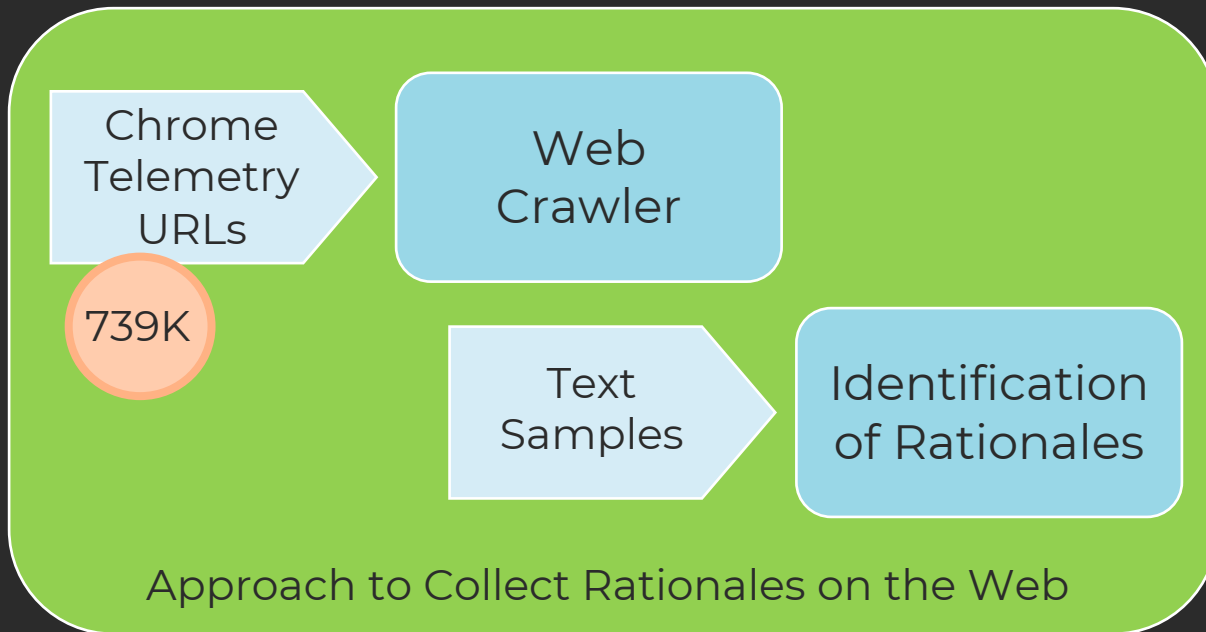 Chrome
Telemetry
URLs
Web
Crawler
739K
Text
Samples
Identification
of Rationales
Approach to Collect Rationales on the Web